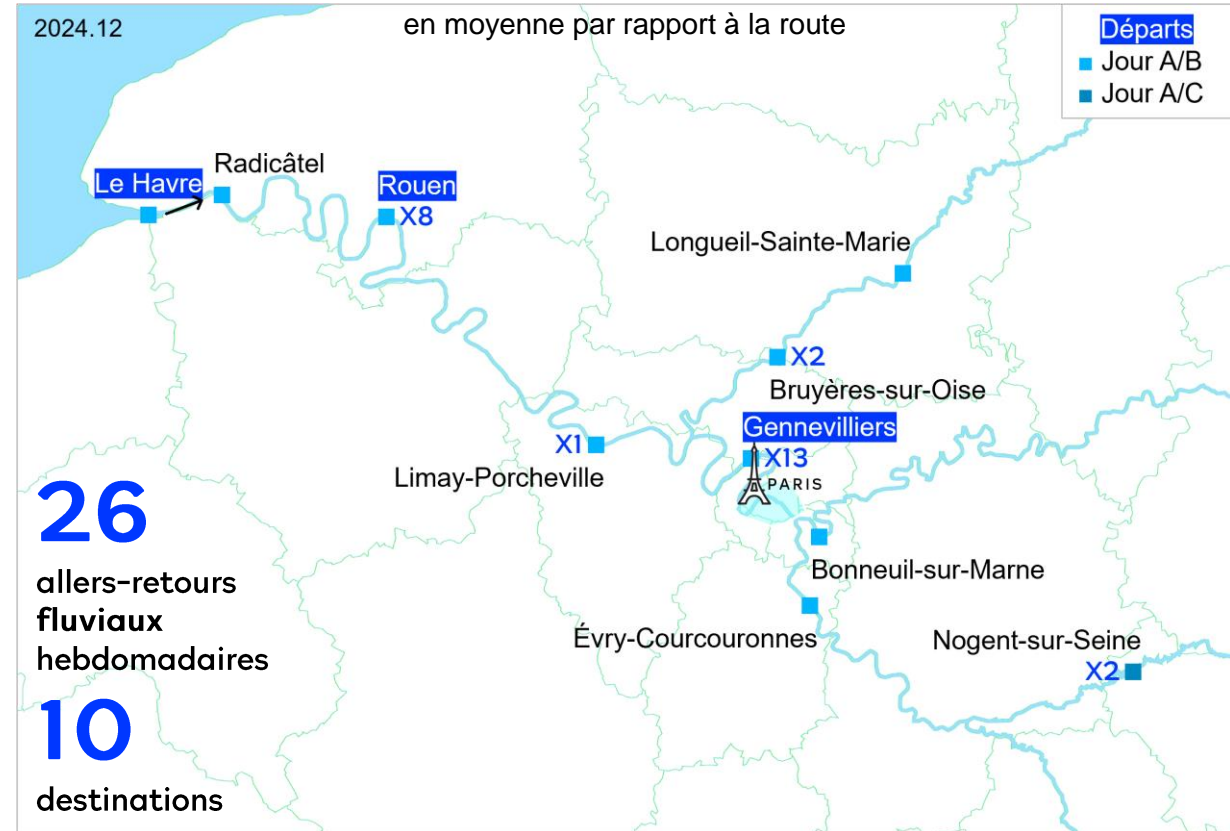 2024.12
en moyenne par rapport à la route
Départs
Jour A/B
Jour A/C
Radicâtel
Le Havre
Rouen
X8
Longueil-Sainte-Marie
X2
Bruyères-sur-Oise
Gennevilliers
X1
X13
Limay-Porcheville
PARIS
26
allers-retours
fluviaux
hebdomadaires
Bonneuil-sur-Marne
Évry-Courcouronnes
Nogent-sur-Seine
X2
10
destinations